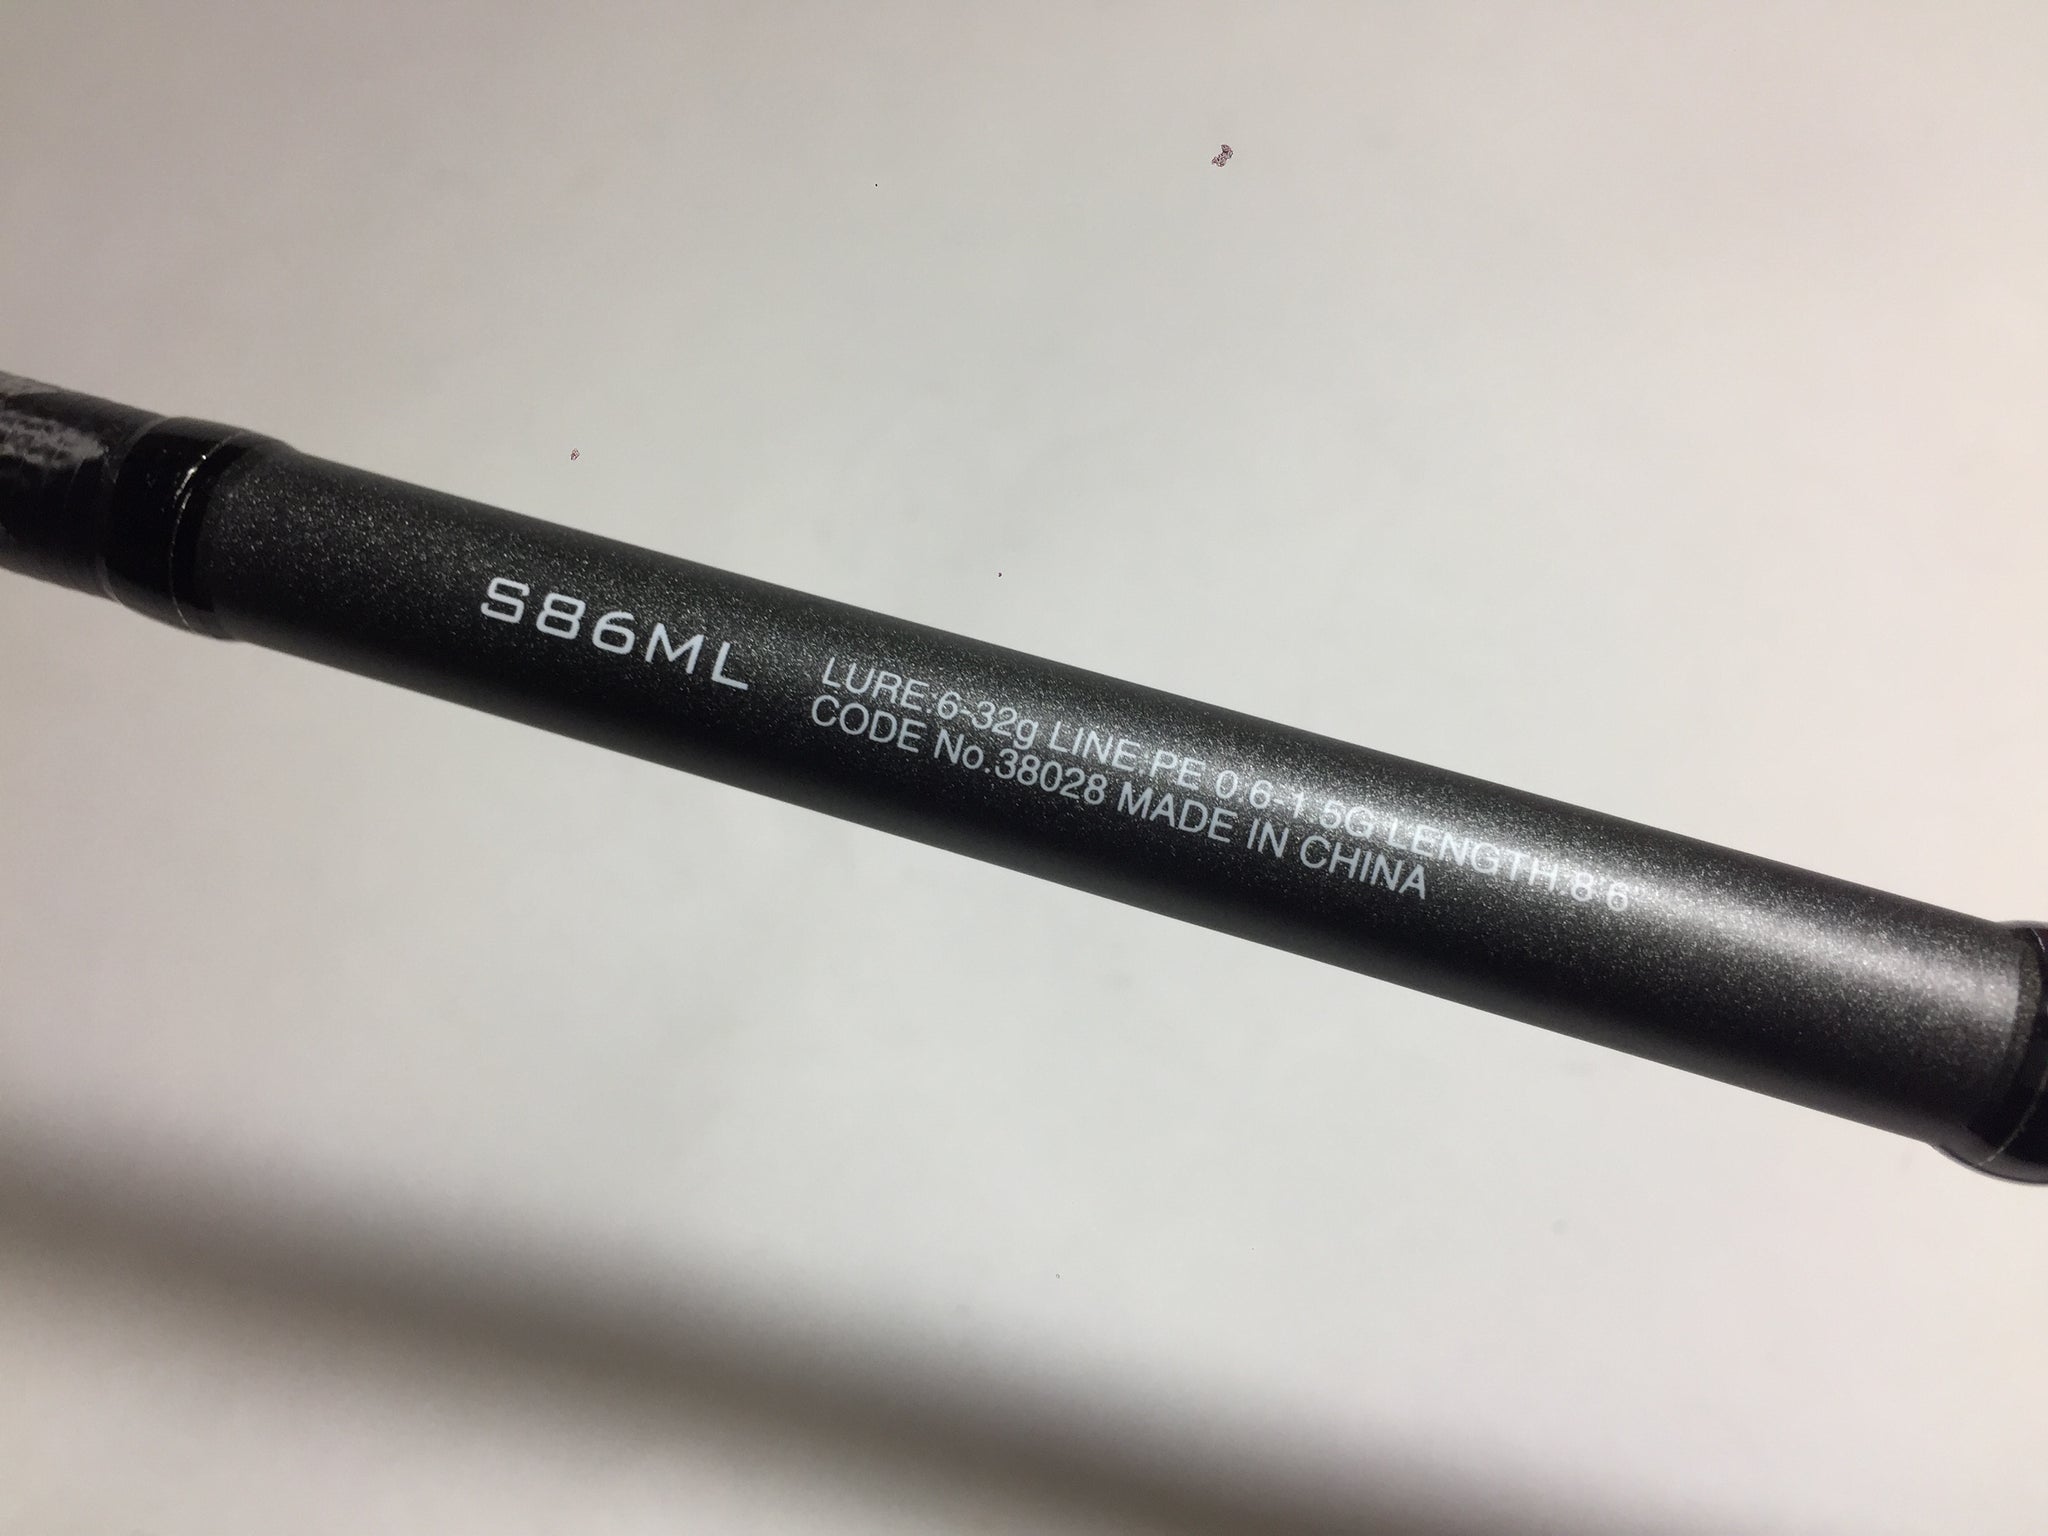 S86ML
LURE:6-32g LINE:PE 0.6-1.5G LENGTH:8'6"
CODE No.38028 MADE IN CHINA